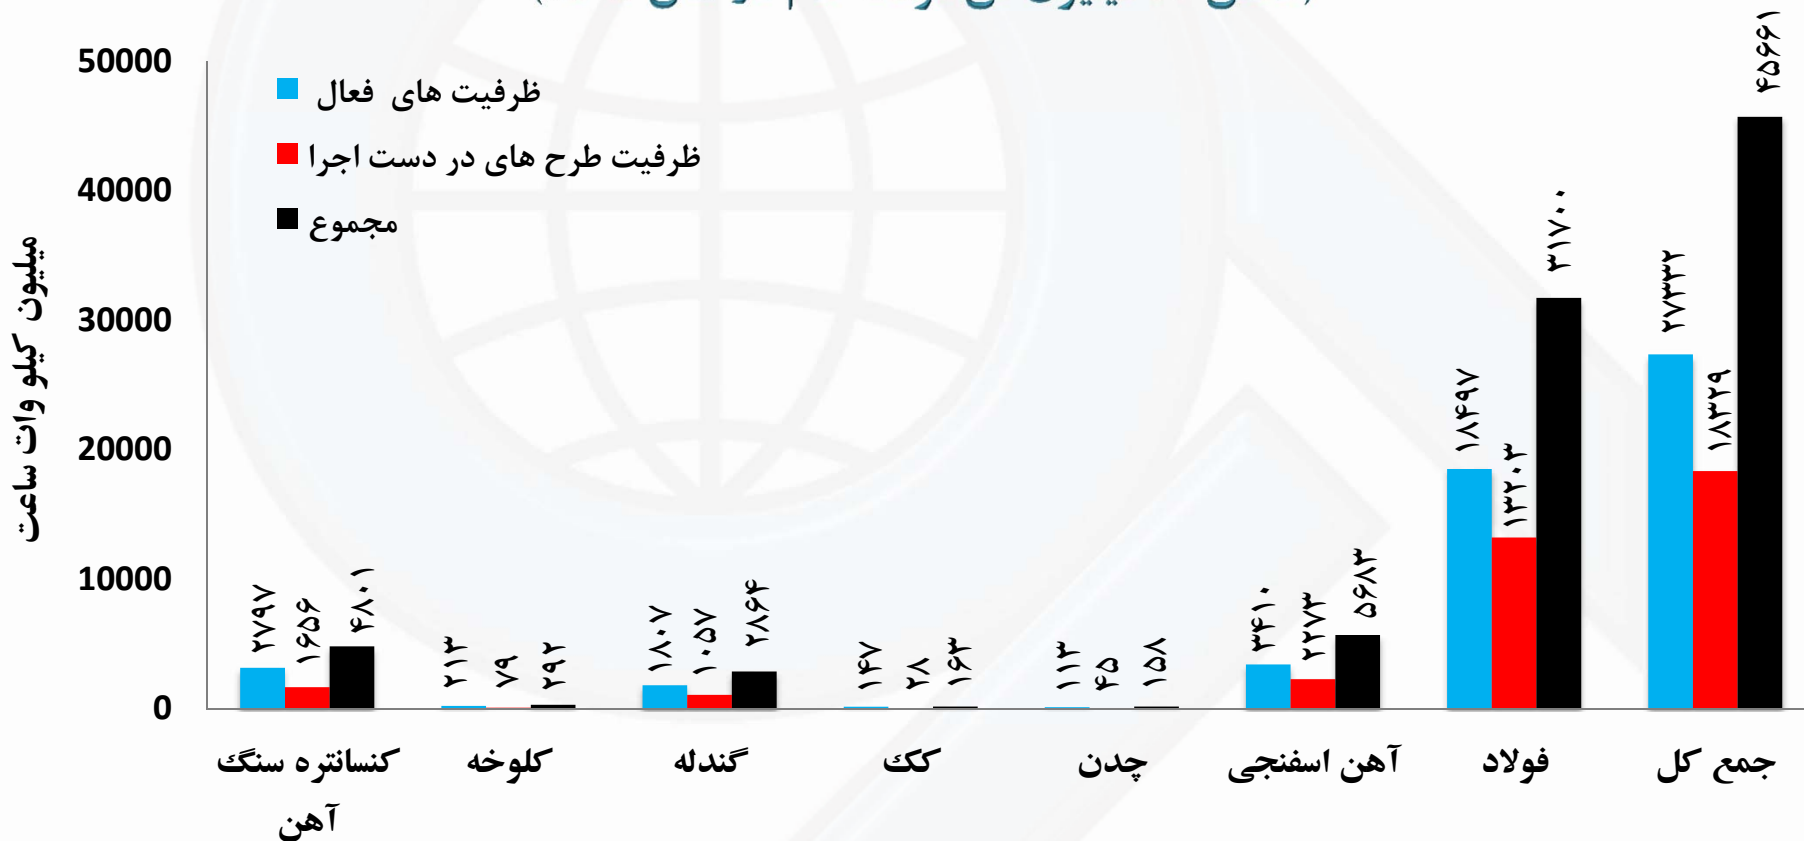 50000
40000
30000
20000
10000
0
میلیون کیلو وات ساعت
ظرفیت های فعال
ظرفیت طرح های در دست اجرا
مجموع
۲۷۹۷
۱۶۵۶
۴۸۰۱
۲۱۳
۷۹
۲۹۲
۱۸۰۷
۱۰۵۷
۲۸۶۴
۱۴۷
۲۸
۱۶۳
۱۱۳
۴۵
۱۵۸
۳۴۱۰
۲۲۷۳
۵۶۸۳
۱۸۴۹۷
۱۳۲۰۳
۳۱۷۰۰
۲۷۳۳۲
۱۸۳۲۹
۴۵۶۶۱
کنسانتره سنگ
آهن
کلوخه
گندله
کک
چدن
آهن اسفنجی
فولاد
جمع کل